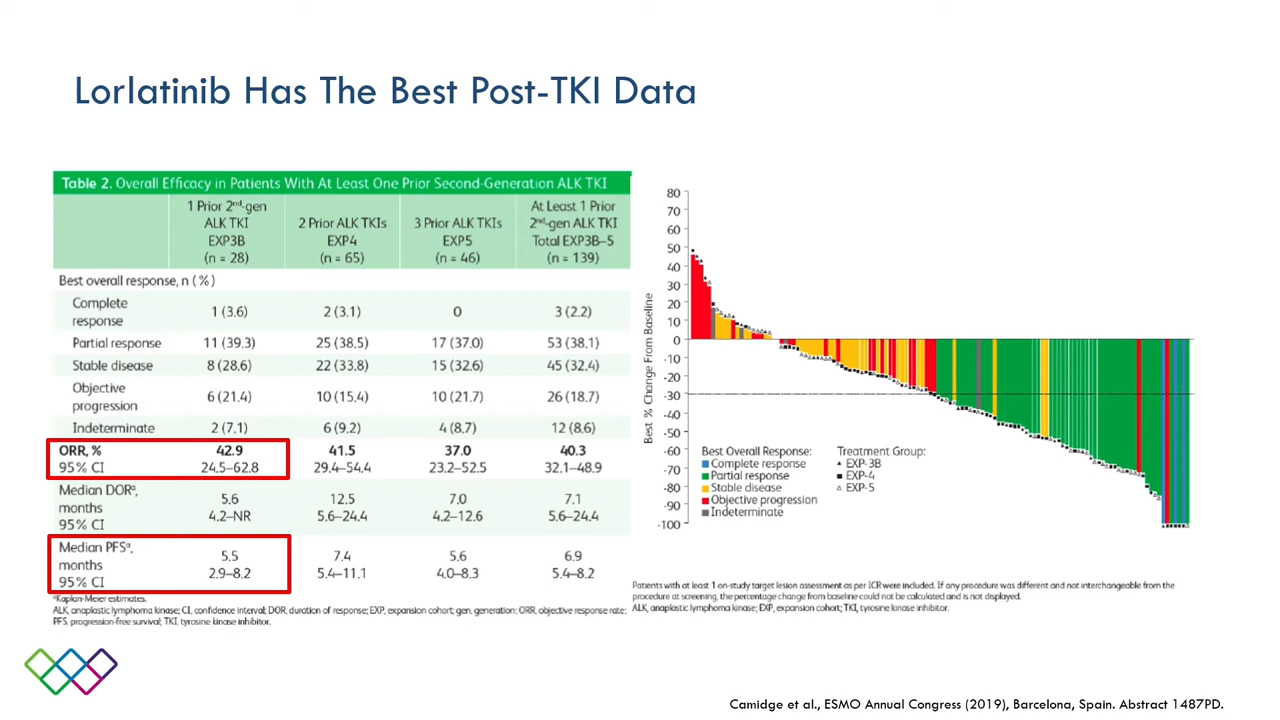 Lorlatinib Has The Best Post-TKI Data
Table 2. Overall Efficacy in Patients With At Least One Prior Second-Generation ALK TKI
1 Prior 2nd-gen ALK TKI EXP3B (n = 28)
2 Prior ALK TKIs EXP4 (n = 65)
3 Prior ALK TKIs EXP5 (n = 46)
At Least 1 Prior 2nd-gen ALK TKI Total EXP3B–5 (n = 139)
Best overall response, n (%)
Complete response 1 (3.6) 2 (3.1) 0 3 (2.2)
Partial response 11 (39.3) 25 (38.5) 17 (37.0) 53 (38.1)
Stable disease 8 (28.6) 22 (33.8) 15 (32.6) 45 (32.4)
Objective progression 6 (21.4) 10 (15.4) 10 (21.7) 26 (18.7)
Indeterminate 2 (7.1) 6 (9.2) 4 (8.7) 12 (8.6)
ORR, % 42.9 41.5 37.0 40.3
95% CI 24.5–62.8 29.4–54.4 23.2–52.5 32.1–48.9
Median DORa, months 5.6 12.5 7.0 7.1
95% CI 4.2–NR 5.6–24.4 4.2–12.6 5.6–24.4
Median PFSa, months 5.5 7.4 5.6 6.9
95% CI 2.9–8.2 5.4–11.1 4.0–8.3 5.4–8.2
aKaplan-Meier estimates.
ALK, anaplastic lymphoma kinase; CI, confidence interval; DOR, duration of response; EXP, expansion cohort; gen, generation; ORR, objective response rate;
PFS, progression-free survival; TKI, tyrosine kinase inhibitor.
Best % Change From Baseline
80
70
60
50
40
30
20
10
0
-10
-20
-30
-40
-50
-60
-70
-80
-90
-100
Best Overall Response:
Complete response
Partial response
Stable disease
Objective progression
Indeterminate
Treatment Group:
EXP-3B
EXP-4
EXP-5
Patients with at least 1 on-study target lesion assessment as per ICR were included. If any procedure was different and not interchangeable from the
procedure at screening, the percentage change from baseline could not be calculated and is not displayed.
ALK, anaplastic lymphoma kinase; EXP, expansion cohort; TKI, tyrosine kinase inhibitor.
Camidge et al., ESMO Annual Congress (2019), Barcelona, Spain. Abstract 1487PD.